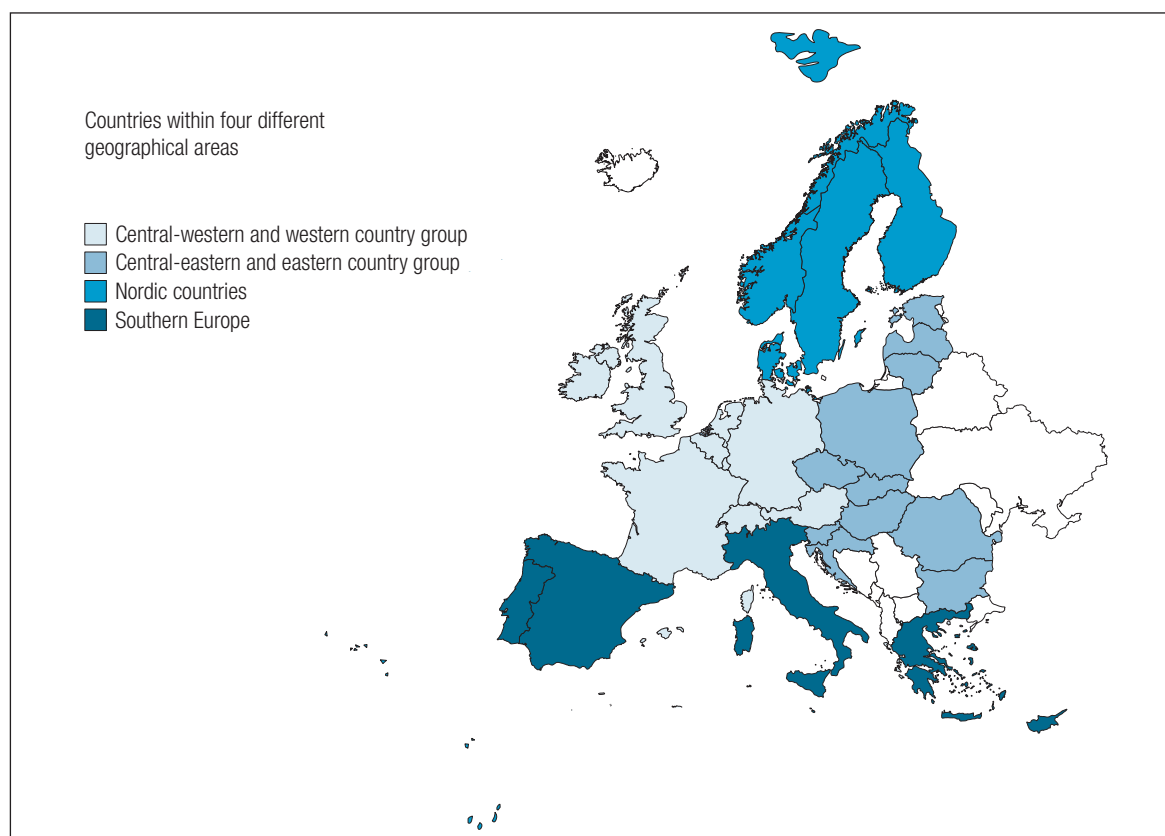 Countries within four different
geographical areas
Central-western and western country group
Central-eastern and eastern country group
Nordic countries
Southern Europe